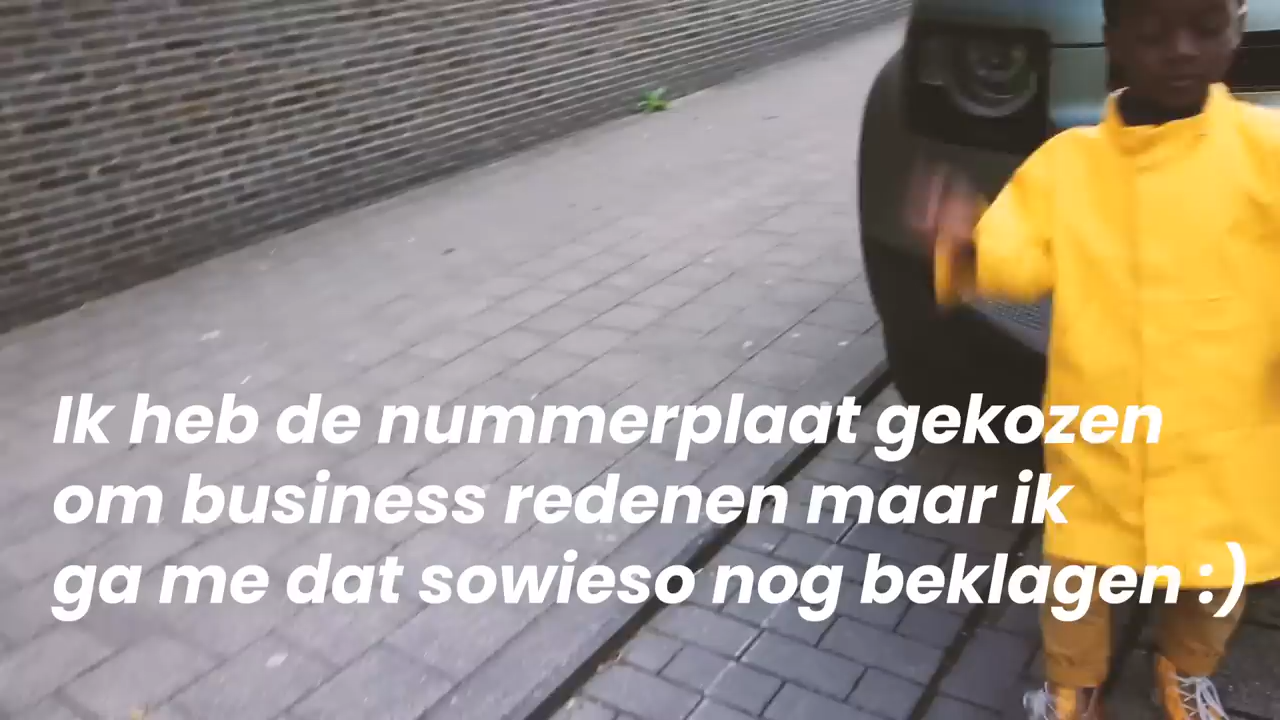 Ik heb de nummerplaat gekozen
om business redenen maar ik
ga me dat sowieso nog beklagen :)